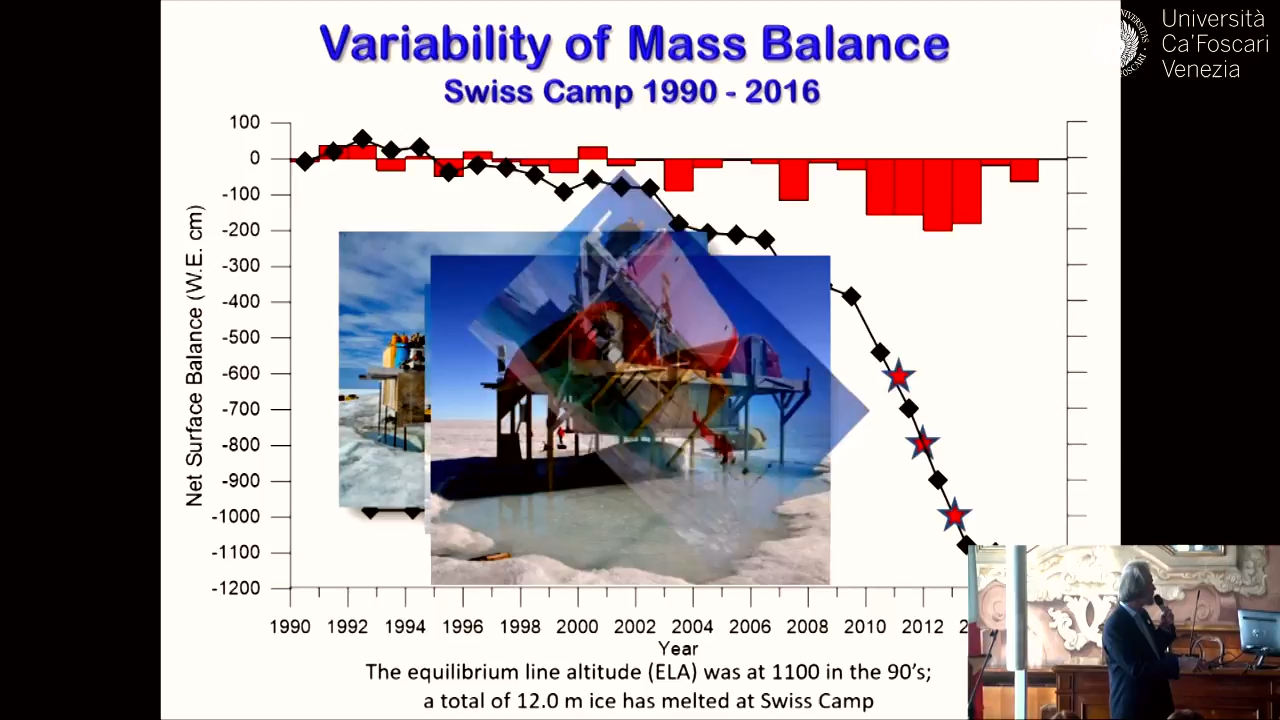 Variability of Mass Balance
Swiss Camp 1990 - 2016
Università
Ca'Foscari
Venezia
100
0
-100
-200
-300
-400
-500
-600
-700
-800
-900
-1000
-1100
-1200
Net Surface Balance (W.E. cm)
1990 1992 1994 1996 1998 2000 2002 2004 2006 2008 2010 2012
Year
The equilibrium line altitude (ELA) was at 1100 in the 90's;
a total of 12.0 m ice has melted at Swiss Camp